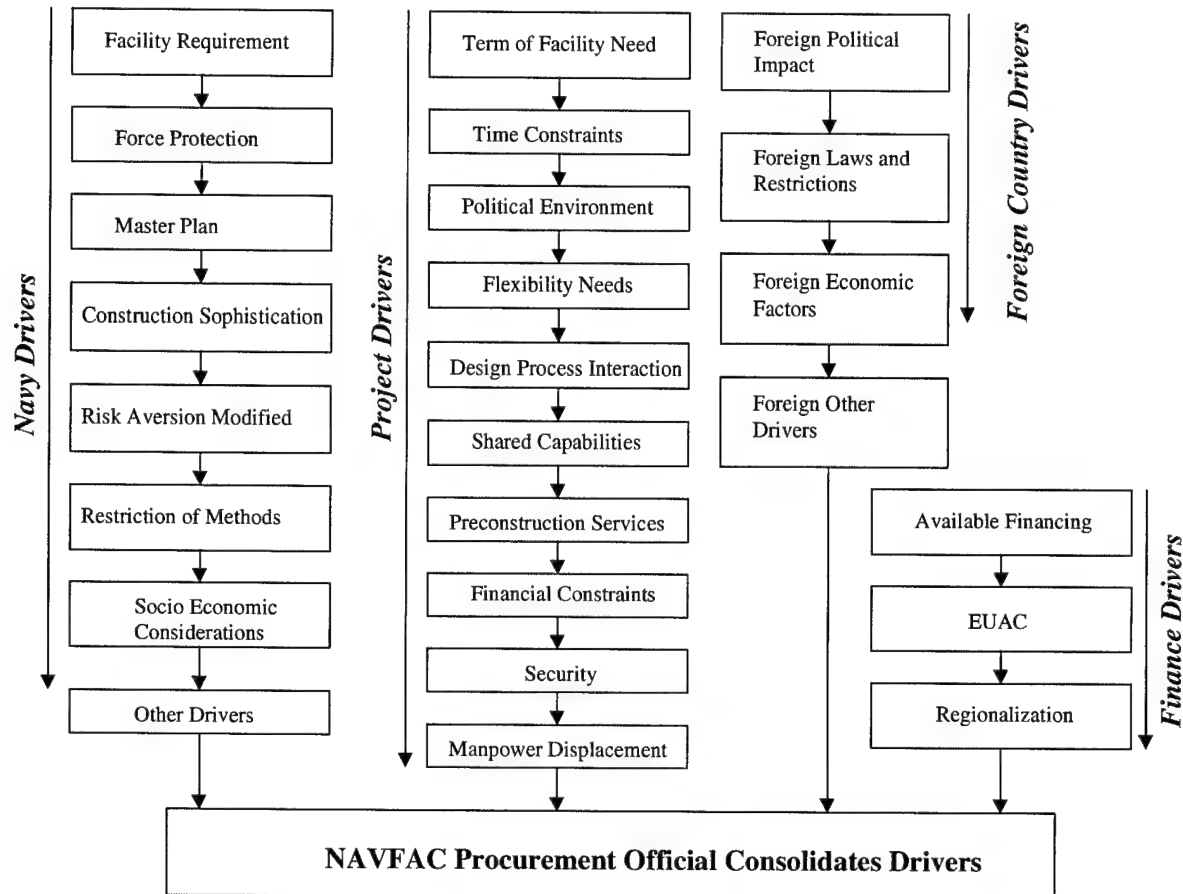 Navy Drivers
Facility Requirement
Force Protection
Master Plan
Construction Sophistication
Risk Aversion Modified
Restriction of Methods
Socio Economic
Considerations
Other Drivers
Project Drivers
Term of Facility Need
Time Constraints
Political Environment
Flexibility Needs
Design Process Interaction
Shared Capabilities
Preconstruction Services
Financial Constraints
Security
Manpower Displacement
Foreign Political
Impact
Foreign Laws and
Restrictions
Foreign Economic
Factors
Foreign Other
Drivers
Foreign Country Drivers
Available Financing
EUAC
Regionalization
Finance Drivers
NAVFAC Procurement Official Consolidates Drivers